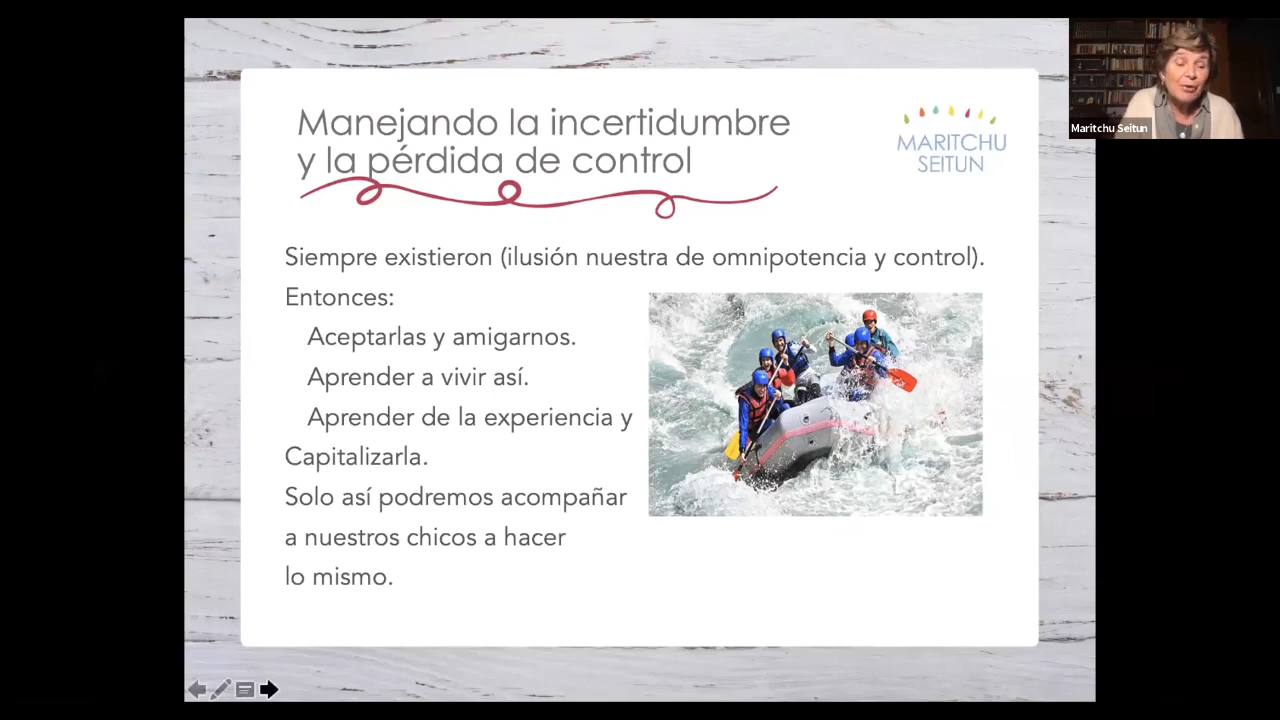 Manejando la incertidumbre
y la pérdida de control
MARITCHU
SEITUN
Maritchu Seitun
Siempre existieron (ilusión nuestra de omnipotencia y control).
Entonces:
Aceptarlas y amigarnos.
Aprender a vivir así.
Aprender de la experiencia y
Capitalizarla.
Solo así podremos acompañar
a nuestros chicos a hacer
lo mismo.